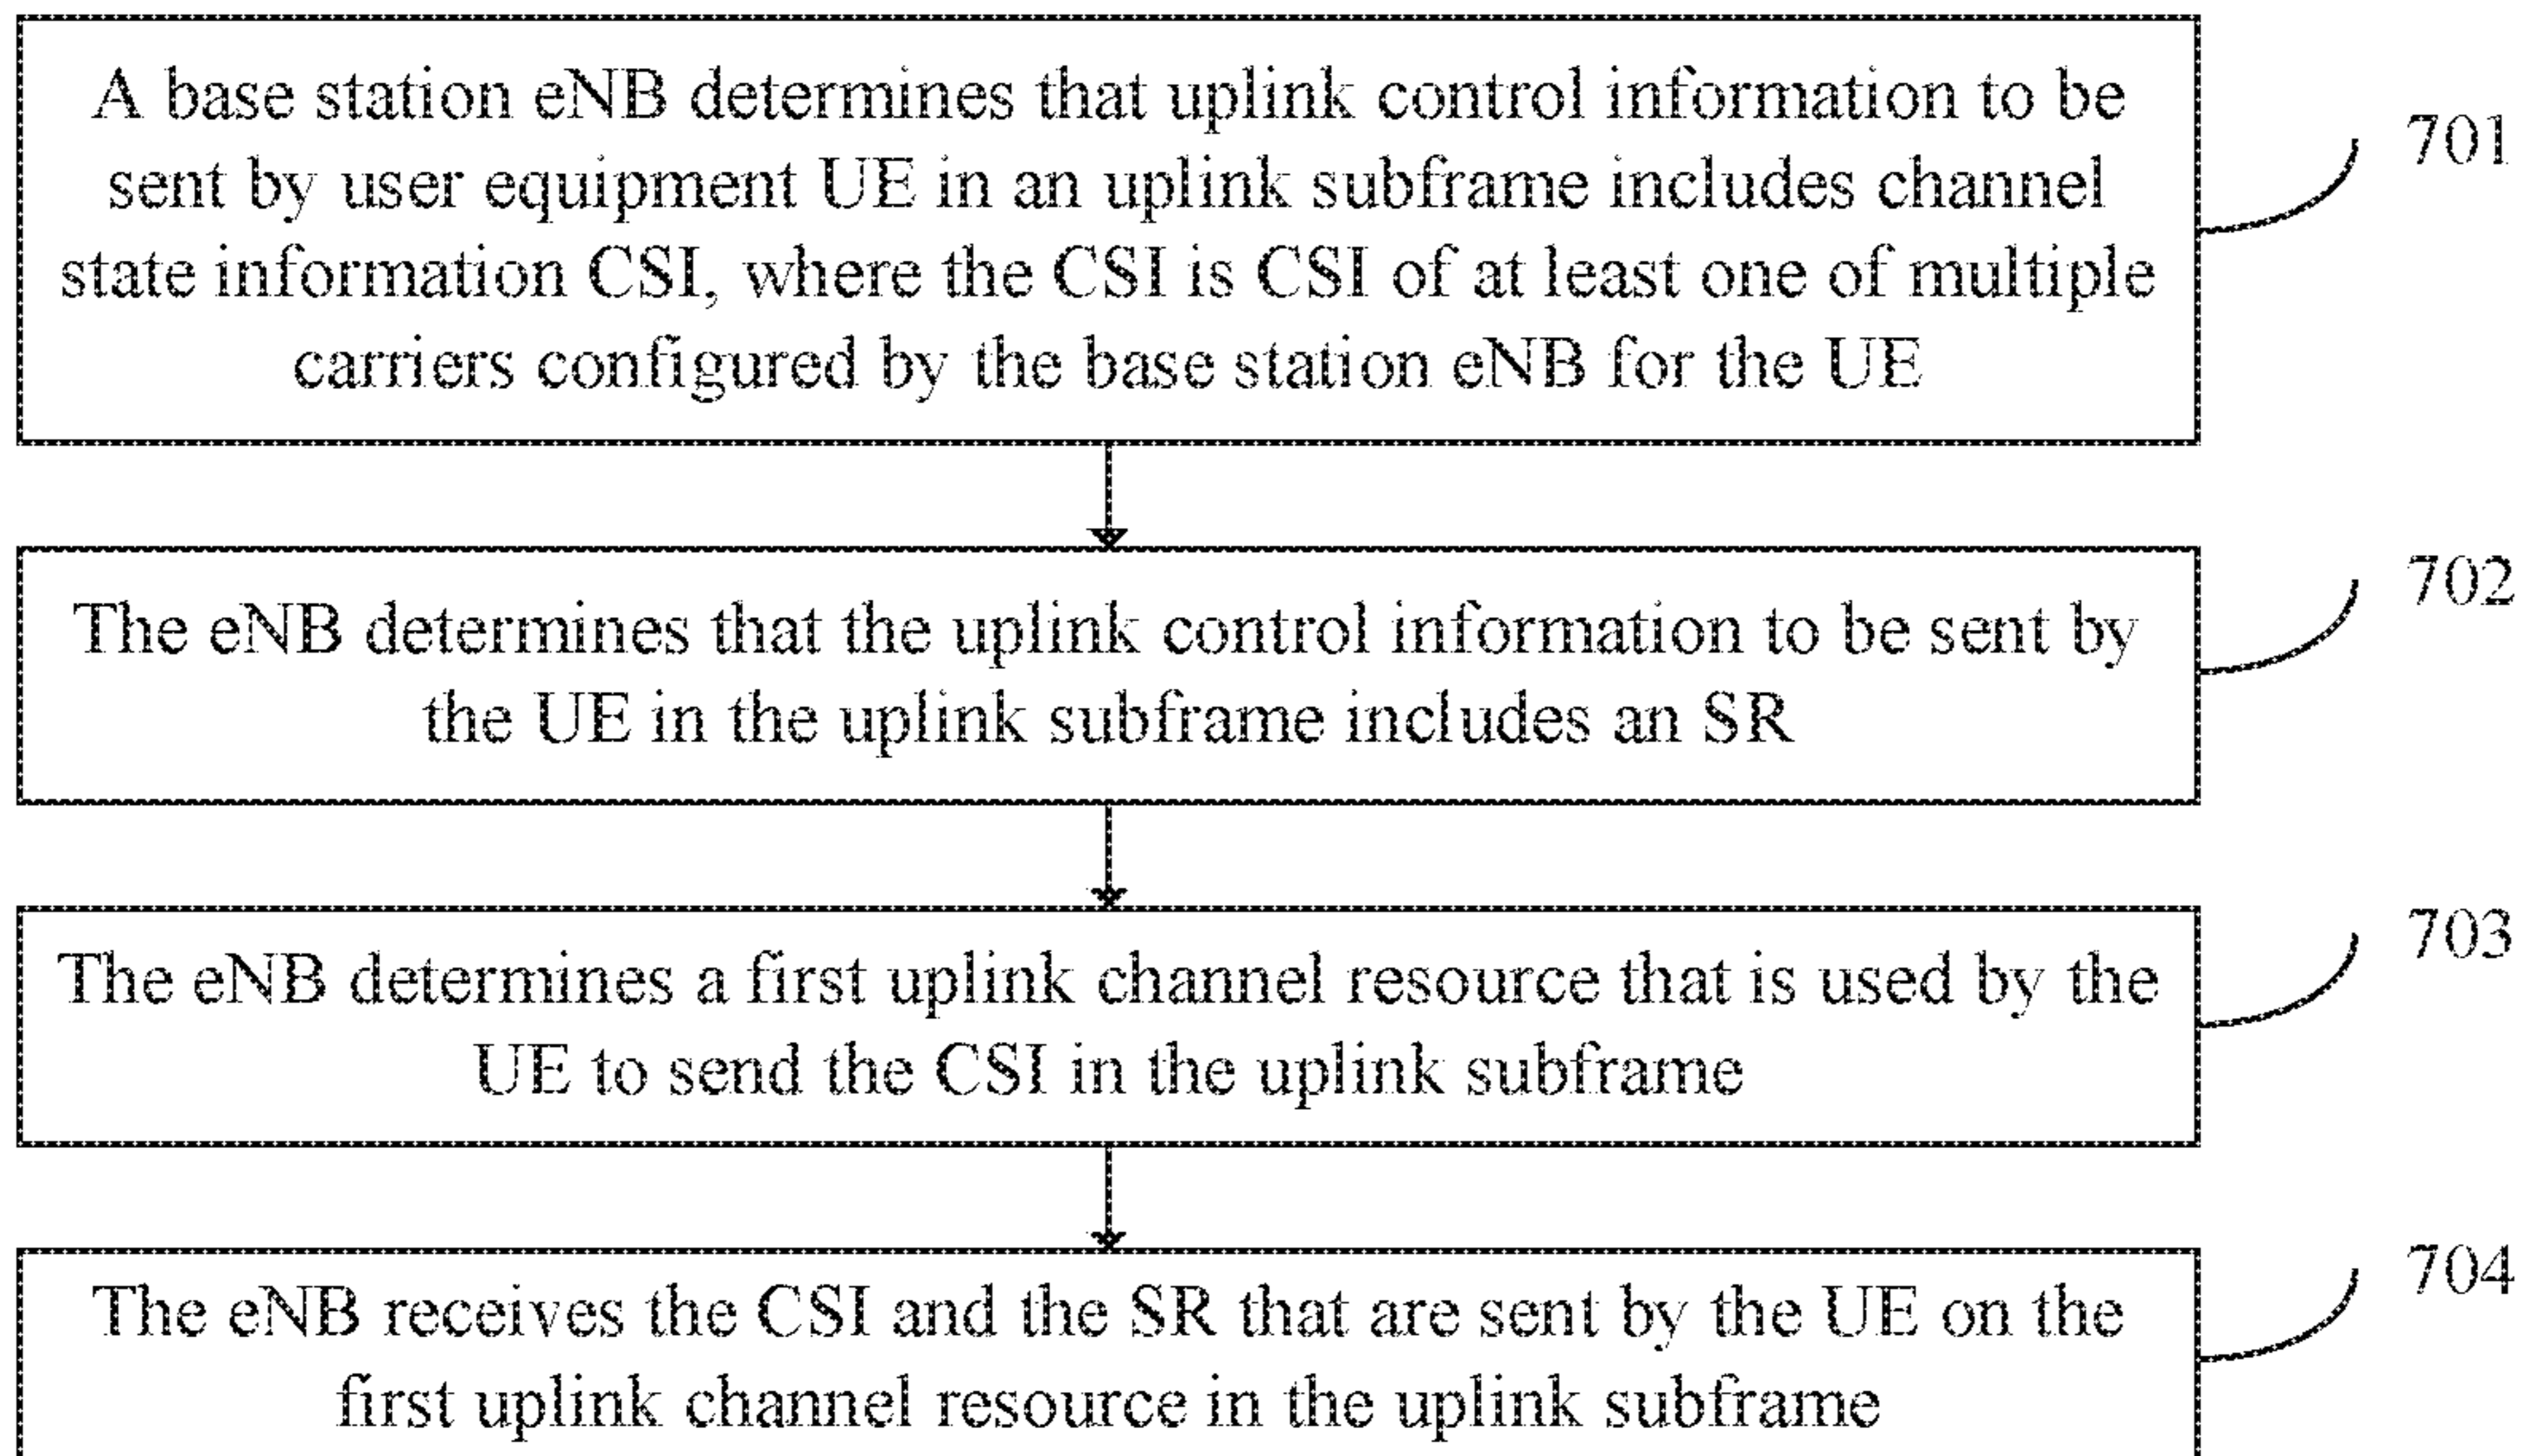 A base station eNB determines that uplink control information to be
sent by user equipment UE in an uplink subframe includes channel
state information CSI, where the CSI is CSI of at least one of multiple
carriers configured by the base station eNB for the UE
701
The eNB determines that the uplink control information to be sent by
the UE in the uplink subframe includes an SR
702
The eNB determines a first uplink channel resource that is used by the
UE to send the CSI in the uplink subframe
703
The eNB receives the CSI and the SR that are sent by the UE on the
first uplink channel resource in the uplink subframe
704